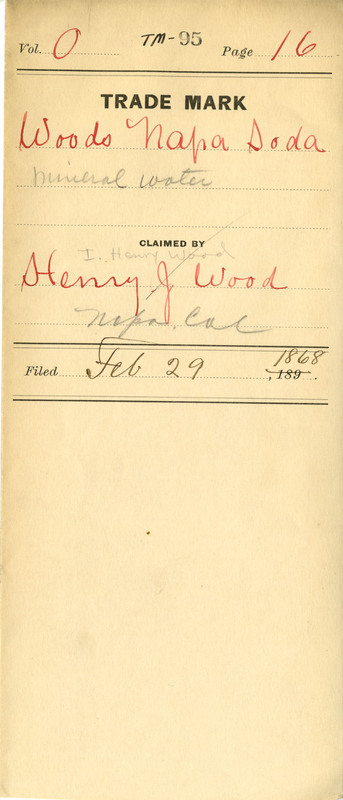 Vol. O TM-95 Page 16
TRADE MARK
Woods Napa Soda
Mineral water
CLAIMED BY
I. Henry Wood
Henry J Wood
Napa, Cal
Filed Feb 29 1868
, 189 .